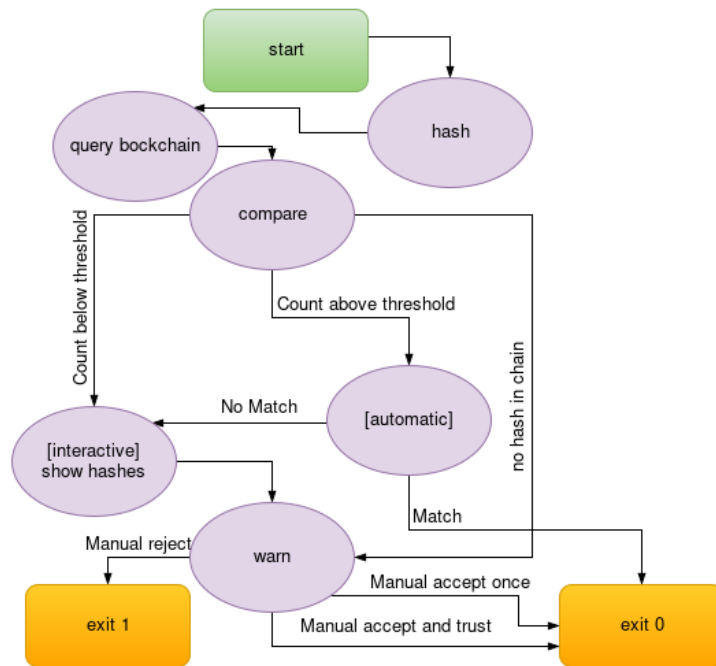 start
hash
query bockchain
compare
Count below threshold
Count above threshold
no hash in chain
No Match
[automatic]
[interactive]
show hashes
Match
Manual reject
warn
Manual accept once
Manual accept and trust
exit 1
exit 0